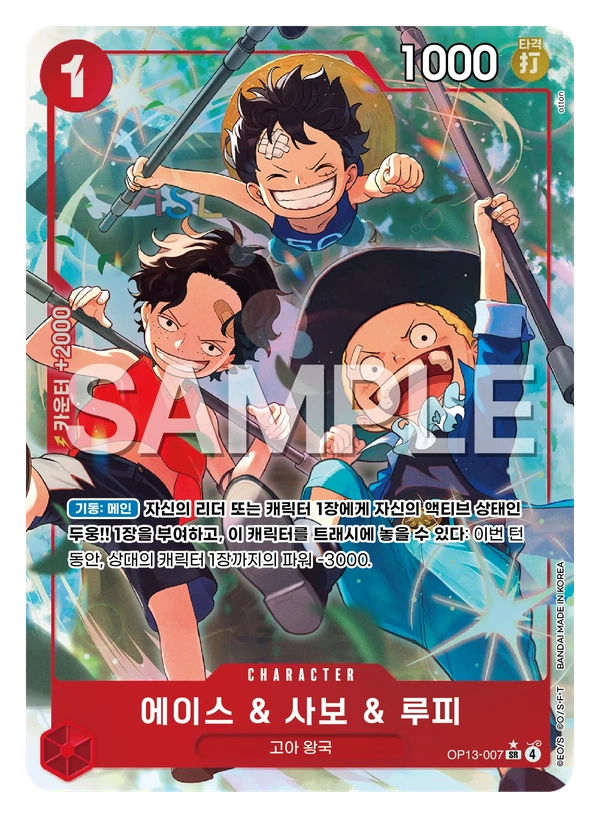 1
1000
타격
打
otton
ASL
카운터 +2000
SAMPLE
기동: 메인 자신의 리더 또는 캐릭터 1장에게 자신의 액티브 상태인
두웅!! 1장을 부여하고, 이 캐릭터를 트래시에 놓을 수 있다: 이번 턴
동안, 상대의 캐릭터 1장까지의 파워 -3000.
CHARACTER
에이스 & 사보 & 루피
고아 왕국
OP13-007 SR 4
©EO/S ©O/S·F·T BANDAI MADE IN KOREA